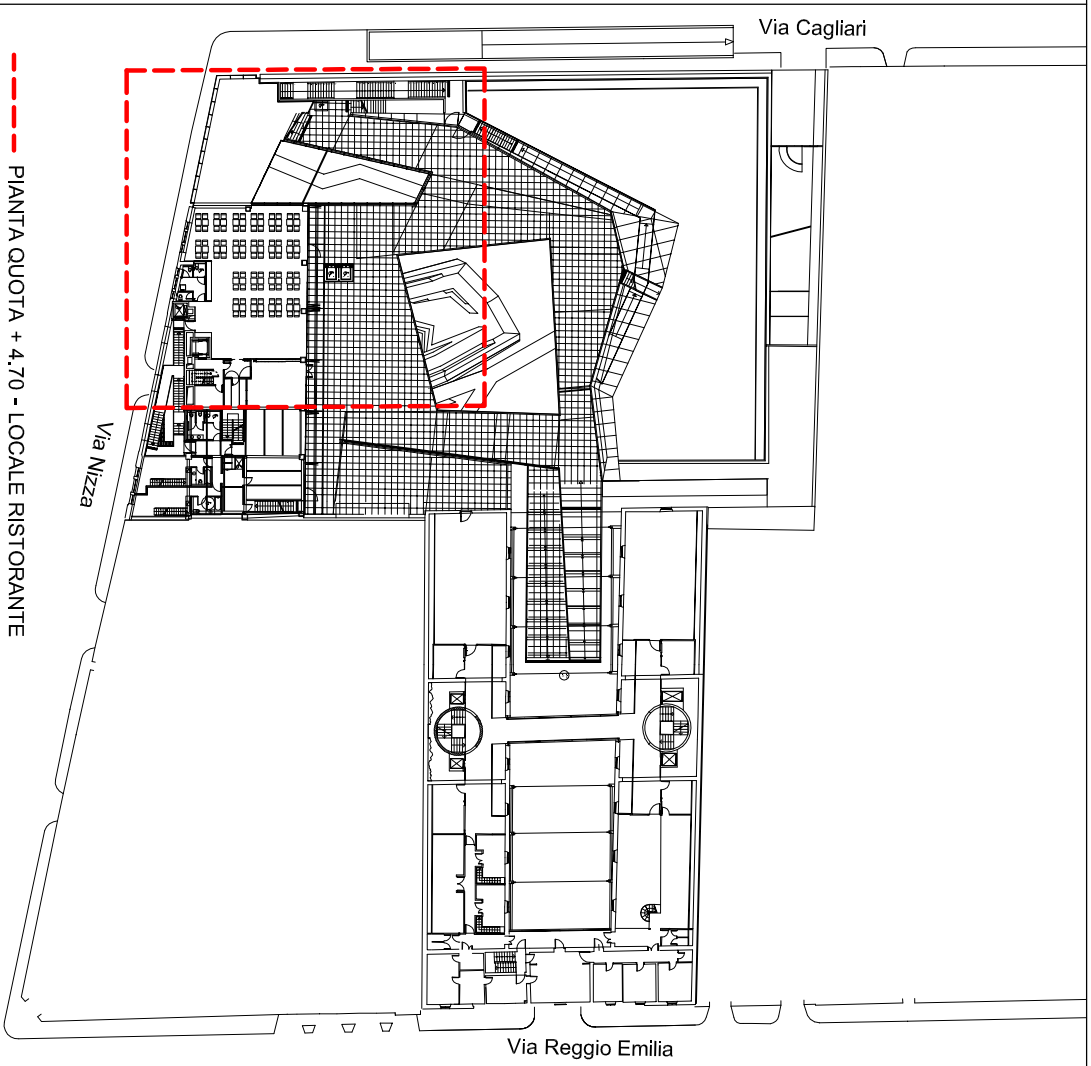 Via Cagliari
PIANTA QUOTA + 4.70 - LOCALE RISTORANTE
Via Nizza
Via Reggio Emilia